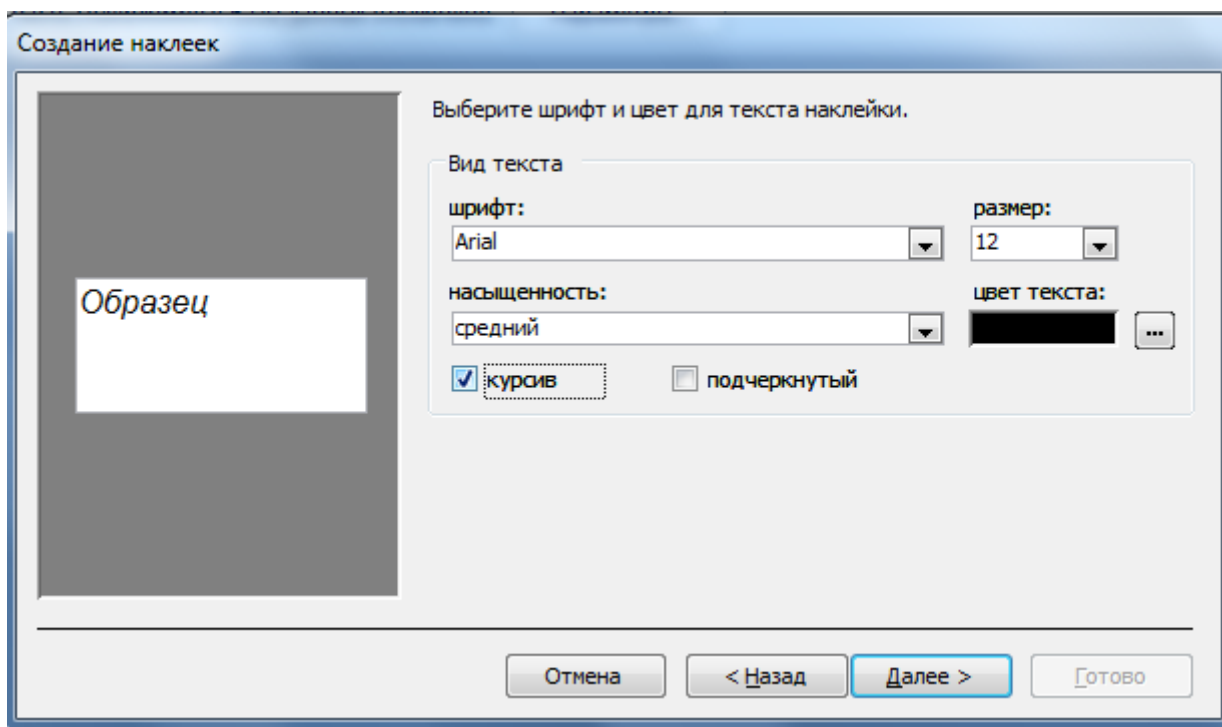 Создание наклеек
Образец
Выберите шрифт и цвет для текста наклейки.
Вид текста
шрифт:
размер:
Arial
12
насыщенность:
цвет текста:
средний
...
курсив
подчеркнутый
Отмена
< Назад
Далее >
Готово